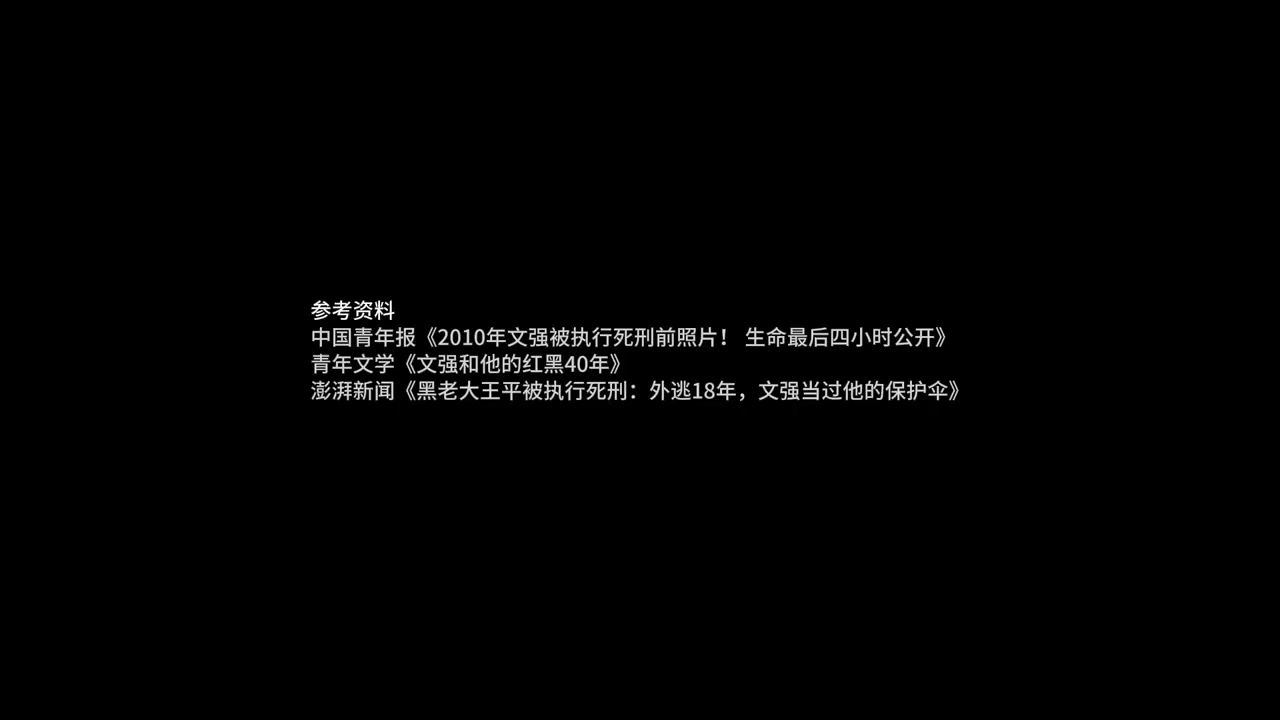 参考资料
中国青年报《2010年文强被执行死刑前照片！ 生命最后四小时公开》
青年文学《文强和他的红黑40年》
澎湃新闻《黑老大王平被执行死刑：外逃18年，文强当过他的保护伞》